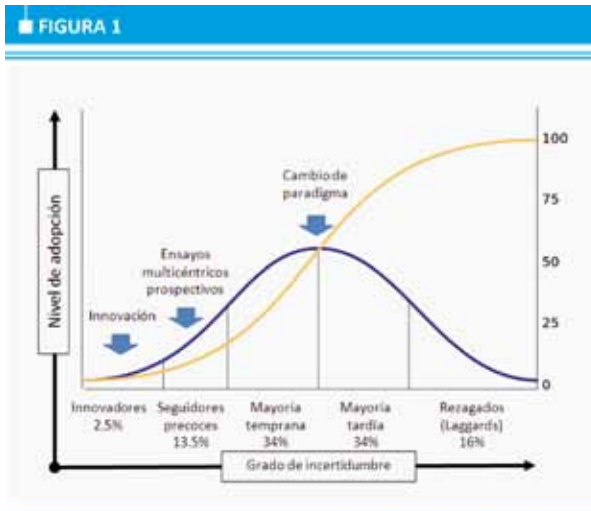 FIGURA 1
Nivel de adopción
Cambio de
paradigma
Ensayos
multicéntricos
prospectivos
Innovación
100
75
50
25
0
Innovadores
2.5%
Seguidores
precoces
13.5%
Mayoría
temprana
34%
Mayoría
tardía
34%
Rezagados
(Laggards)
16%
Grado de incertidumbre